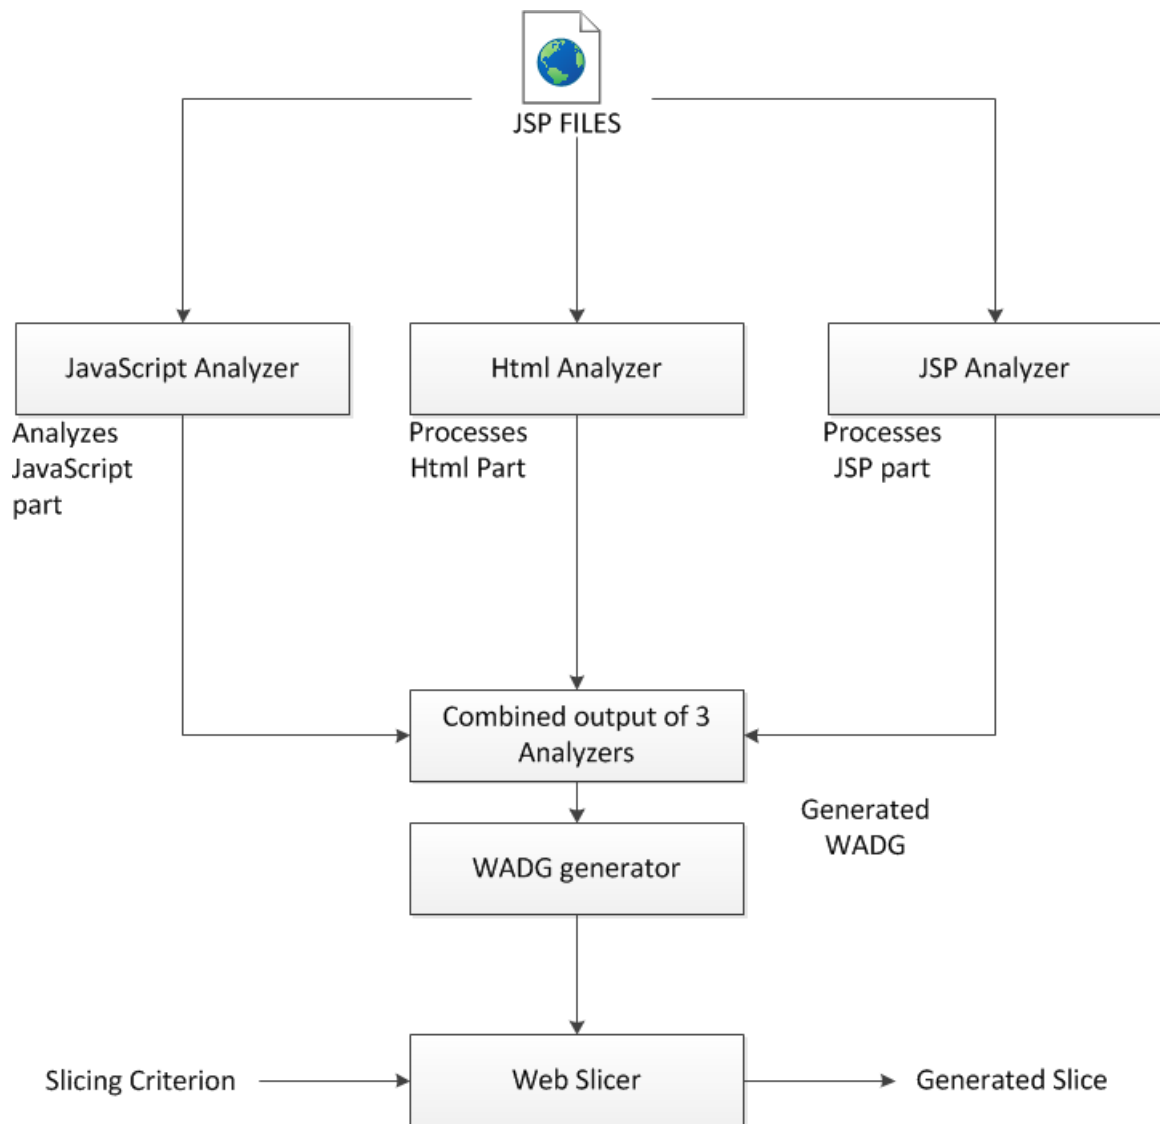 JSP FILES
JavaScript Analyzer
Html Analyzer
JSP Analyzer
Analyzes
JavaScript
part
Processes
Html Part
Processes
JSP part
Combined output of 3
Analyzers
Generated
WADG
WADG generator
Slicing Criterion
Web Slicer
Generated Slice